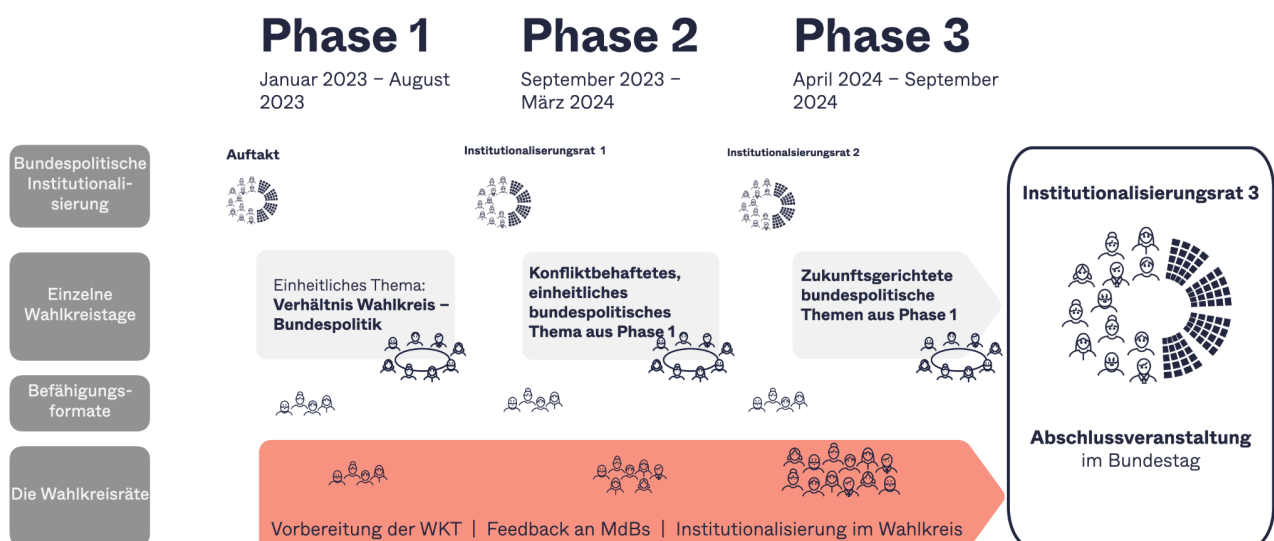 Phase 1
Januar 2023 – August
2023
Phase 2
September 2023 –
März 2024
Phase 3
April 2024 – September
2024
Bundespolitische
Institutionali-
sierung
Auftakt
Institutionaliserungsrat 1
Institutionalsierungsrat 2
Einzelne
Wahlkreistage
Einheitliches Thema:
Verhältnis Wahlkreis –
Bundespolitik
Konfliktbehaftetes,
einheitliches
bundespolitisches
Thema aus Phase 1
Zukunftsgerichtete
bundespolitische
Themen aus Phase 1
Befähigungs-
formate
Die Wahlkreisräte
Vorbereitung der WKT | Feedback an MdBs | Institutionalisierung im Wahlkreis
Institutionalisierungsrat 3
Abschlussveranstaltung
im Bundestag